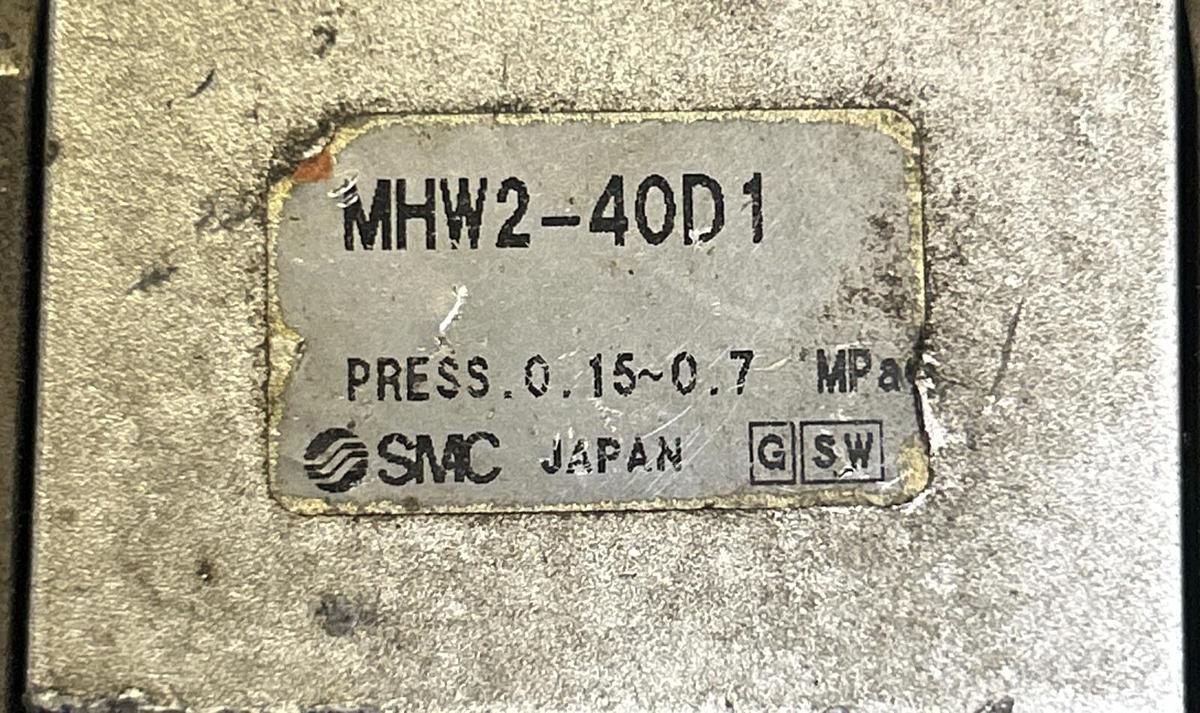 MHW2-40D1
PRESS.0.15~0.7 MPa
SMC JAPAN G SW